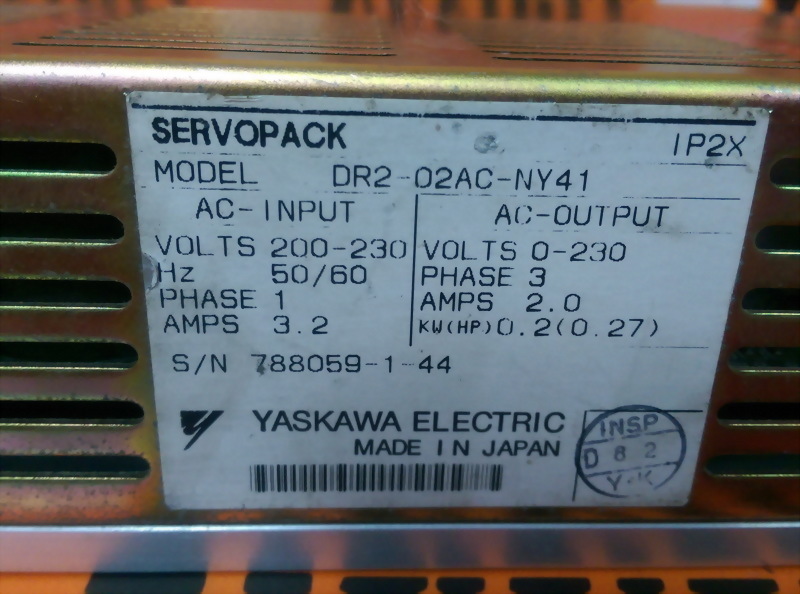 SERVOPACK IP2X
MODEL DR2-02AC-NY41
AC-INPUT
VOLTS 200-230
Hz 50/60
PHASE 1
AMPS 3.2
AC-OUTPUT
VOLTS 0-230
PHASE 3
AMPS 2.0
KW(HP) 0.2(0.27)
S/N 788059-1-44
YASKAWA ELECTRIC
MADE IN JAPAN
INSP
D 8 2